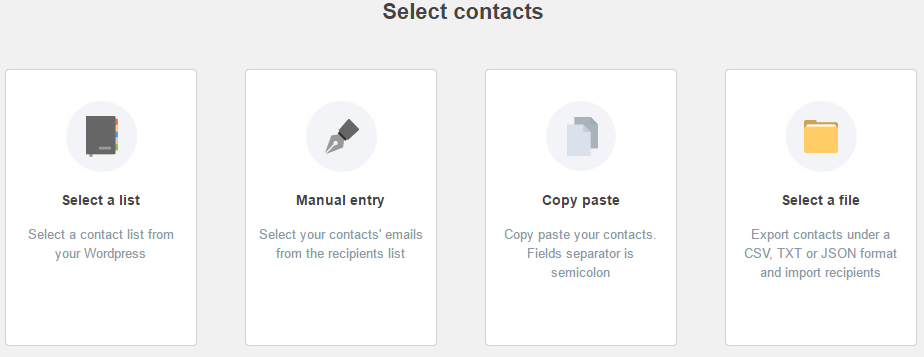 Select contacts
Select a list
Select a contact list from
your Wordpress
Manual entry
Select your contacts' emails
from the recipients list
Copy paste
Copy paste your contacts.
Fields separator is
semicolon
Select a file
Export contacts under a
CSV, TXT or JSON format
and import recipients